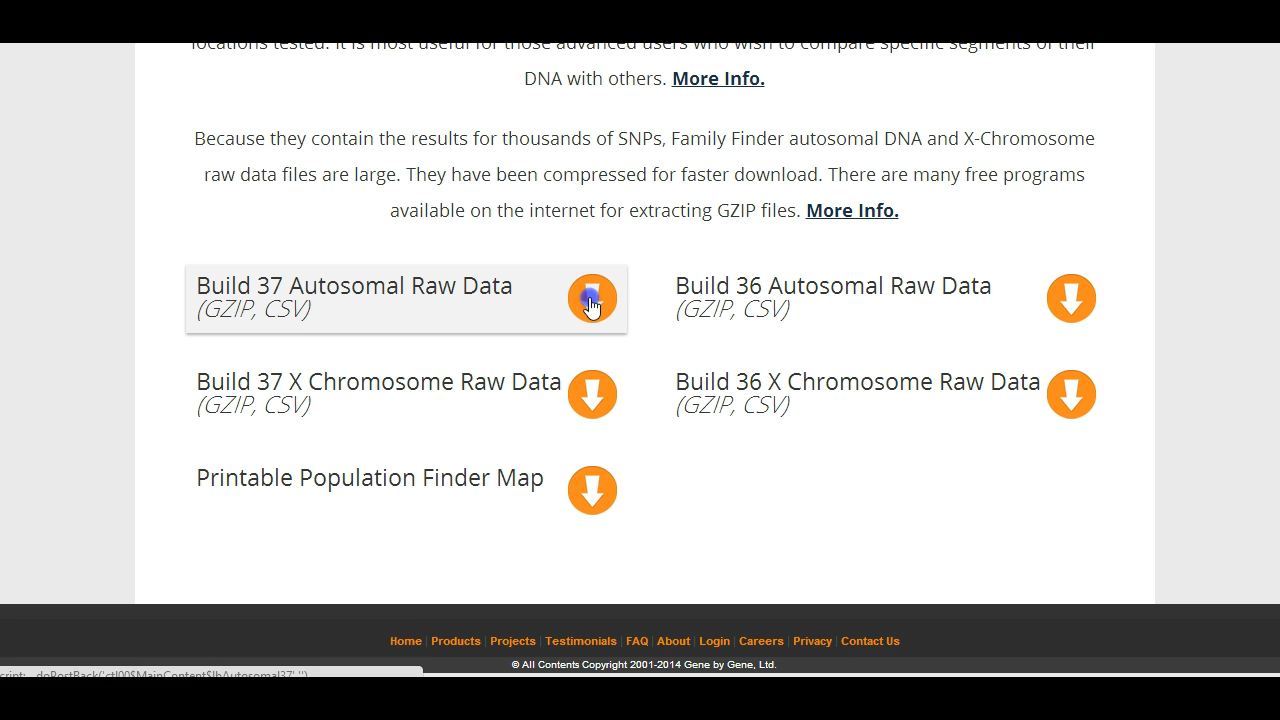 locations tested. It is most useful for those advanced users who wish to compare specific segments of their
DNA with others. More Info.
Because they contain the results for thousands of SNPs, Family Finder autosomal DNA and X-Chromosome
raw data files are large. They have been compressed for faster download. There are many free programs
available on the internet for extracting GZIP files. More Info.
Build 37 Autosomal Raw Data
(GZIP, CSV)
Build 36 Autosomal Raw Data
(GZIP, CSV)
Build 37 X Chromosome Raw Data
(GZIP, CSV)
Build 36 X Chromosome Raw Data
(GZIP, CSV)
Printable Population Finder Map
Home | Products | Projects | Testimonials | FAQ | About | Login | Careers | Privacy | Contact Us
© All Contents Copyright 2001-2014 Gene by Gene, Ltd.
cript:__doPostBack('ctl00$MainContent$lbAutosomal37','')